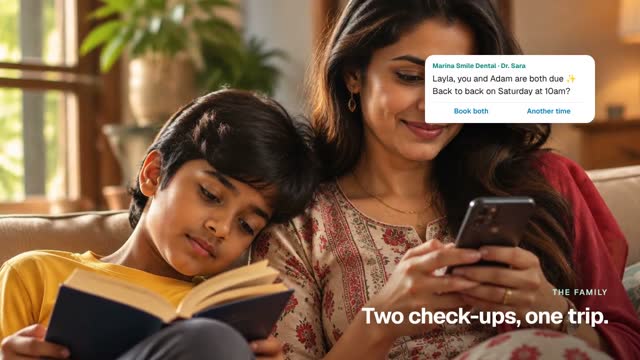 Marina Smile Dental · Dr. Sara
Layla, you and Adam are both due ✨
Back to back on Saturday at 10am?
Book both
Another time
THE FAMILY
Two check-ups, one trip.